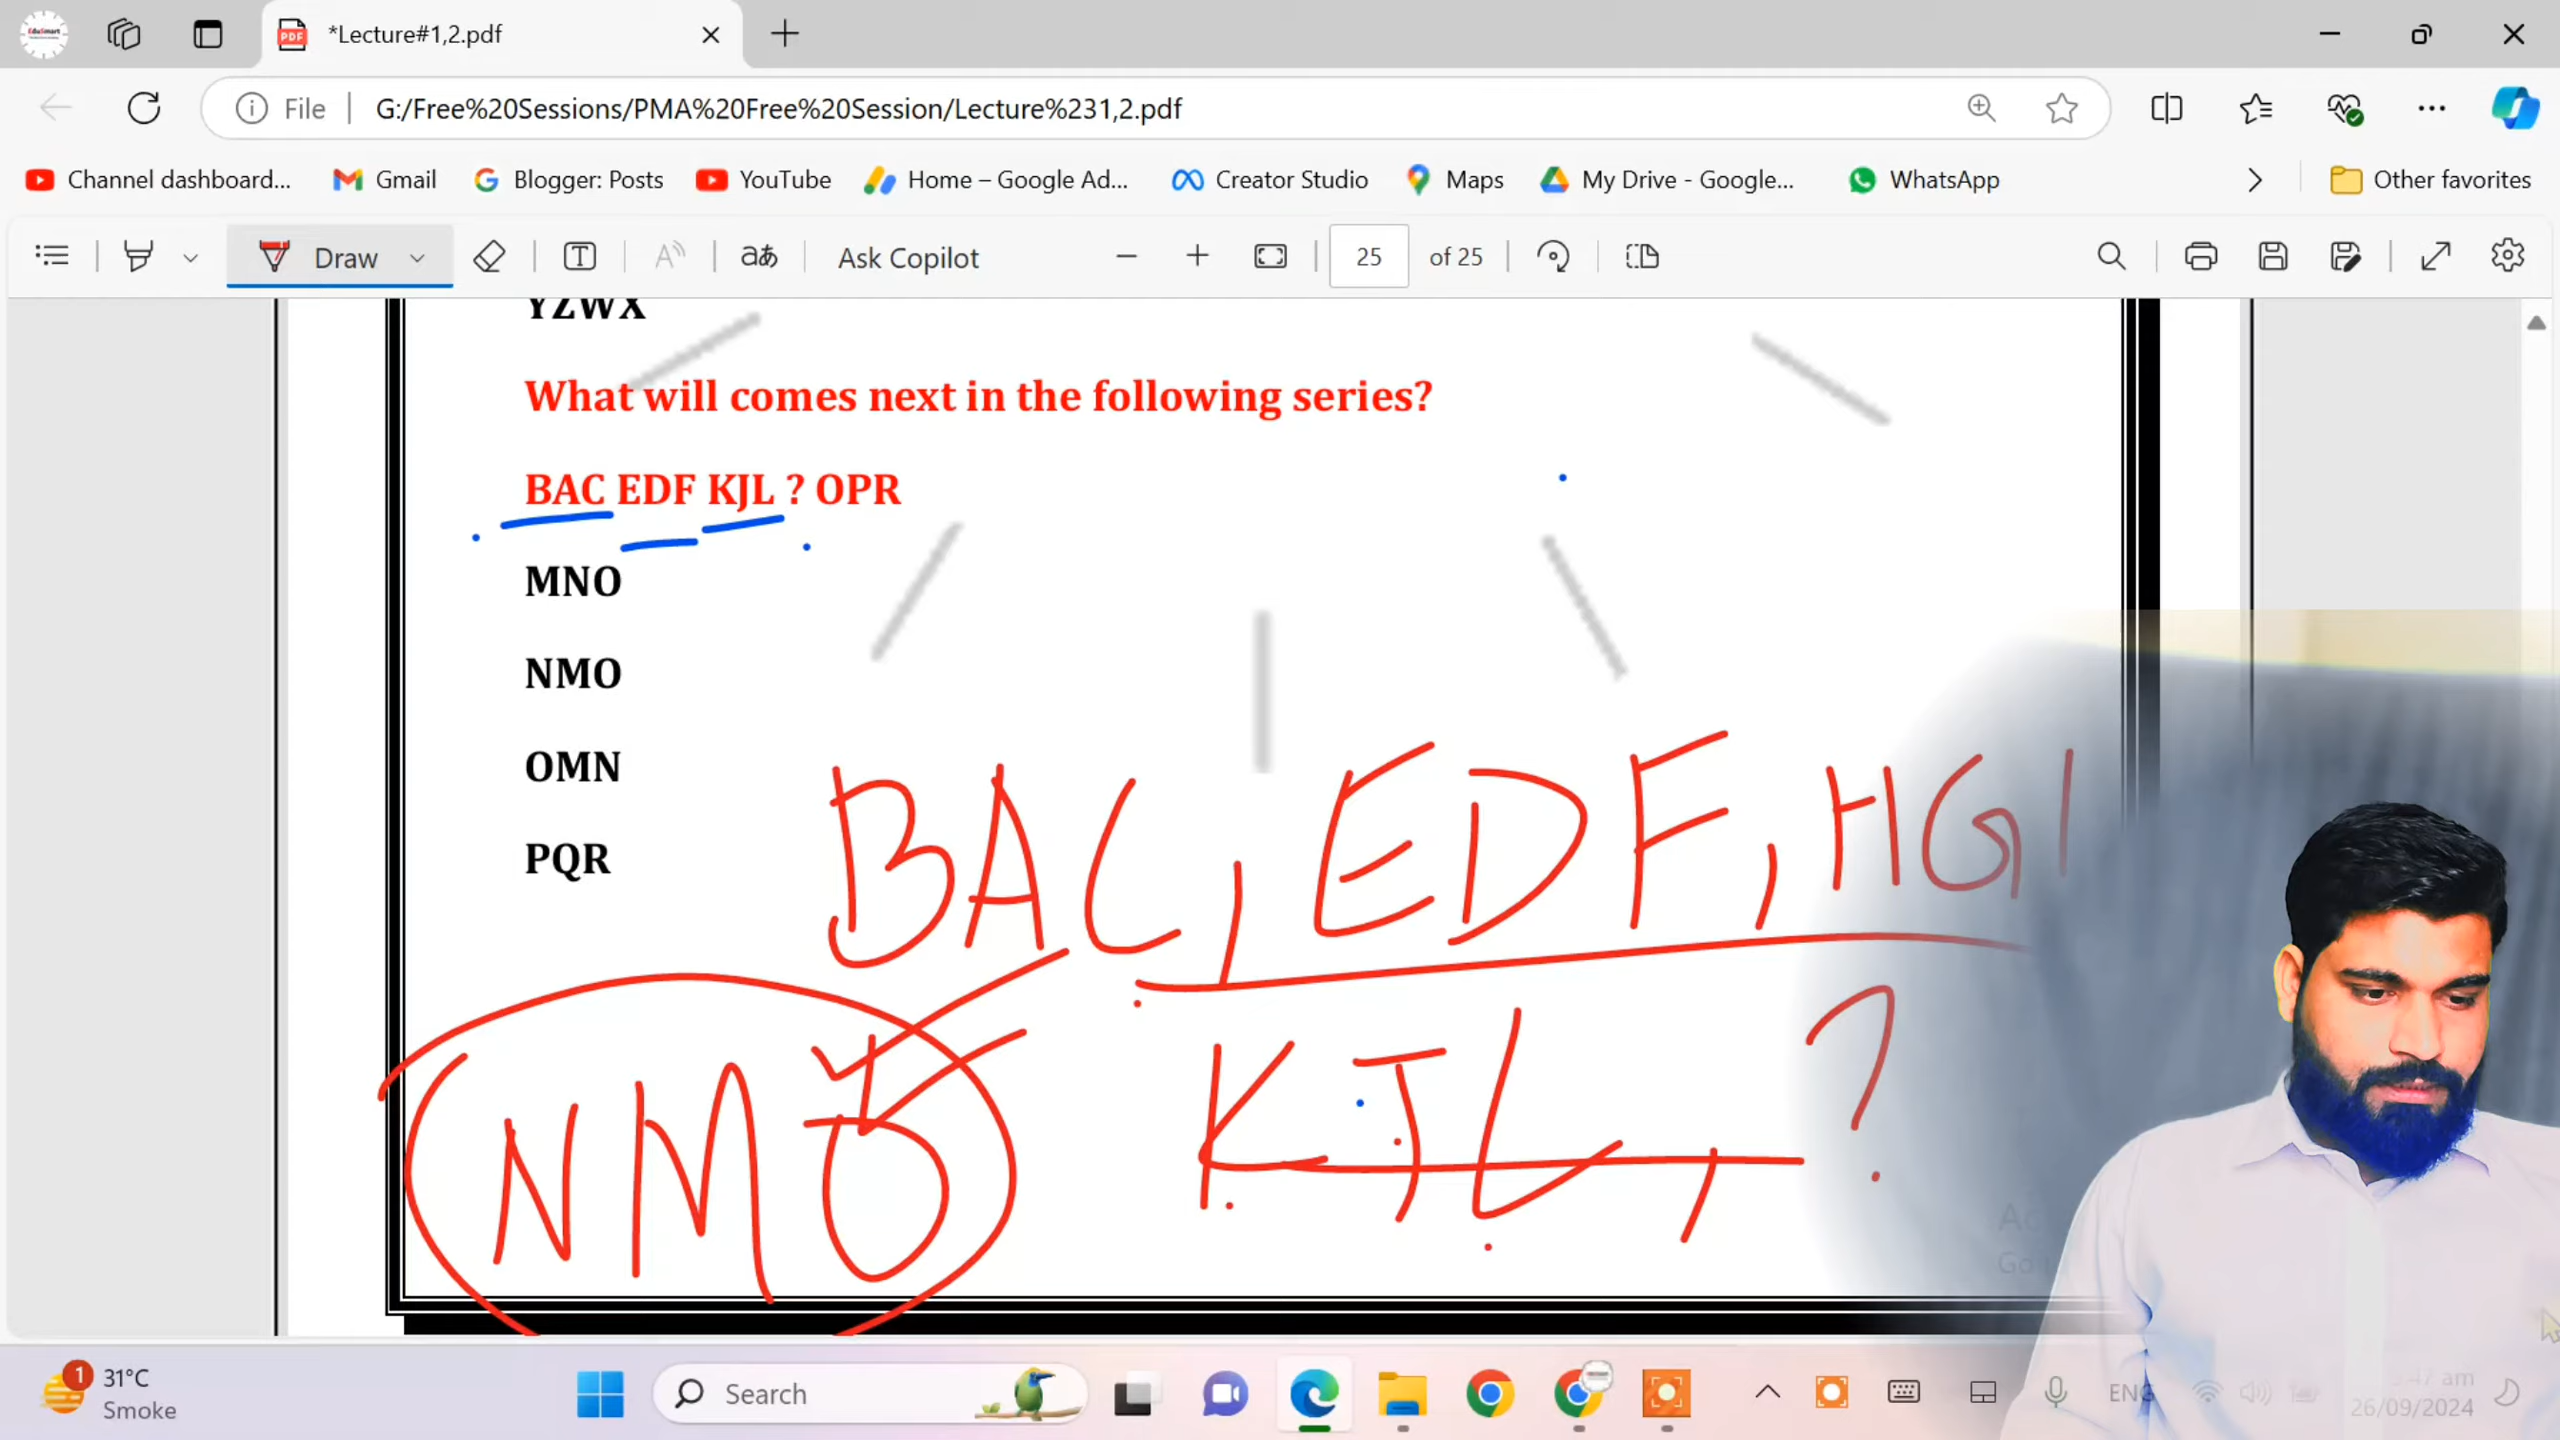 EduSmart
*Lecture#1,2.pdf
File
G:/Free%20Sessions/PMA%20Free%20Session/Lecture%231,2.pdf
Channel dashboard...
Gmail
Blogger: Posts
YouTube
Home – Google Ad...
Creator Studio
Maps
My Drive - Google...
WhatsApp
Other favorites
Draw
Ask Copilot
25 of 25
YZWX
What will comes next in the following series?
BAC EDF KJL ? OPR
MNO
NMO
OMN
PQR
BAC, EDF, HGI
KJL, ?
NMO
1
31°C
Smoke
Search
ENG
26/09/2024